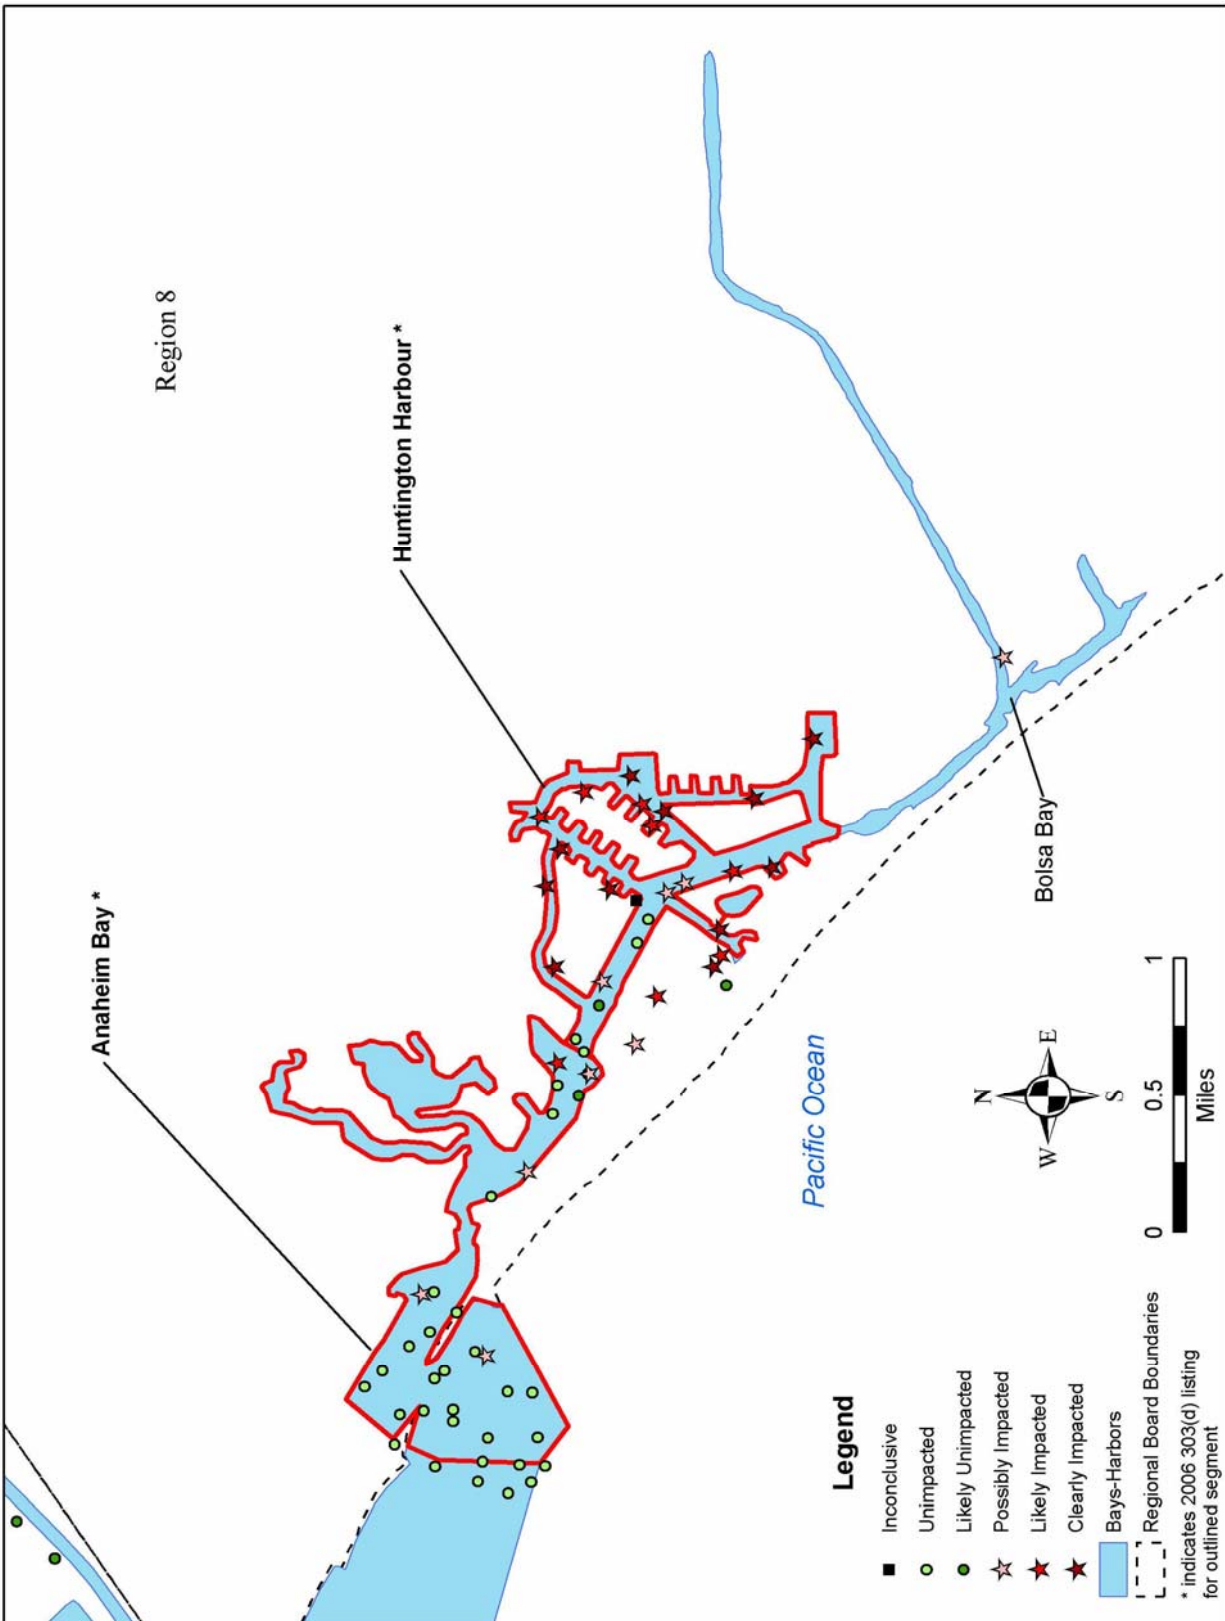 Region 8
Huntington Harbour *
Anaheim Bay *
Bolsa Bay
Pacific Ocean
N
W
E
S
0
0.5
1
Miles
Legend
Inconclusive
Unimpacted
Likely Unimpacted
Possibly Impacted
Likely Impacted
Clearly Impacted
Bays-Harbors
Regional Board Boundaries
* indicates 2006 303(d) listing
for outlined segment